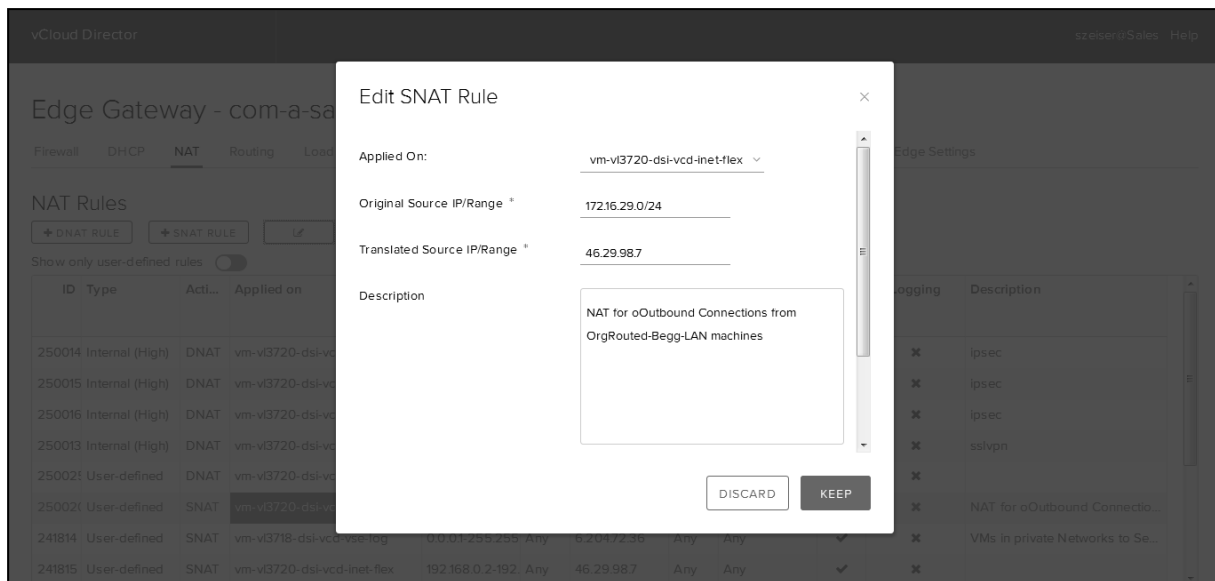 vCloud Director
szeiser@Sales Help
Edge Gateway - com-a-sa
Firewall DHCP NAT Routing Load Edge Settings
NAT Rules
+ DNAT RULE + SNAT RULE
Show only user-defined rules
ID Type Acti... Applied on ogging Description
250014 Internal (High) DNAT vm-vl3720-dsi-vc ipsec
250015 Internal (High) DNAT vm-vl3720-dsi-vc ipsec
250016 Internal (High) DNAT vm-vl3720-dsi-vc ipsec
250013 Internal (High) DNAT vm-vl3720-dsi-vc sslvpn
25002 User-defined DNAT vm-vl3720-dsi-vc
25002 User-defined SNAT vm-vl3720-dsi-vc NAT for oOutbound Connectio...
241814 User-defined SNAT vm-vl3718-dsi-vcd-vse-fog 0.0.0.1-255.255. Any 6.204.72.36 Any Any VMs in private Networks to Se...
241815 User-defined SNAT vm-vl3720-dsi-vcd-inet-flex 192.168.0.2-192. Any 46.29.98.7 Any Any
Edit SNAT Rule
Applied On: vm-vl3720-dsi-vcd-inet-flex
Original Source IP/Range * 172.16.29.0/24
Translated Source IP/Range * 46.29.98.7
Description
NAT for oOutbound Connections from
OrgRouted-Begg-LAN machines
DISCARD KEEP